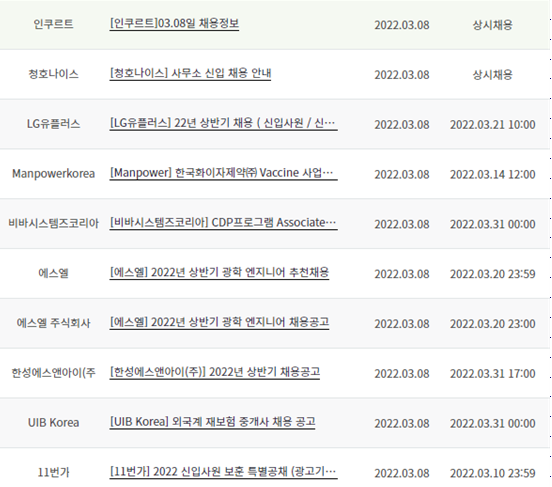 인쿠르트 [인쿠르트]03.08일 채용정보 2022.03.08 상시채용
청호나이스 [청호나이스] 사무소 신입 채용 안내 2022.03.08 상시채용
LG유플러스 [LG유플러스] 22년 상반기 채용 ( 신입사원 / 신… 2022.03.08 2022.03.21 10:00
Manpowerkorea [Manpower] 한국화이자제약㈜ Vaccine 사업… 2022.03.08 2022.03.14 12:00
비바시스템즈코리아 [비바시스템즈코리아] CDP프로그램 Associate… 2022.03.08 2022.03.31 00:00
에스엘 [에스엘] 2022년 상반기 광학 엔지니어 추천채용 2022.03.08 2022.03.20 23:59
에스엘 주식회사 [에스엘] 2022년 상반기 광학 엔지니어 채용공고 2022.03.08 2022.03.20 23:00
한성에스앤아이(주 [한성에스앤아이(주)] 2022년 상반기 채용공고 2022.03.08 2022.03.31 17:00
UIB Korea [UIB Korea] 외국계 재보험 중개사 채용 공고 2022.03.08 2022.03.31 00:00
11번가 [11번가] 2022 신입사원 보훈 특별공채 (광고기… 2022.03.08 2022.03.10 23:59